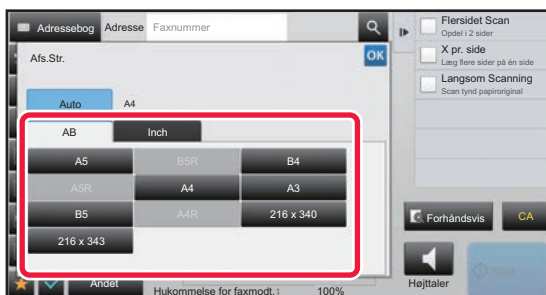 Adressebog Adresse Faxnummer
Afs.Str.
OK
Auto A4
AB Inch
A5 B5R B4
A5R A4 A3
B5 A4R 216 x 340
216 x 343
Andet
Hukommelse for faxmodt.: 100%
Flersidet Scan
Opdel i 2 sider
X pr. side
Læg flere sider på én side
Langsom Scanning
Scan tynd papiroriginal
Forhåndsvis CA
Højttaler
Start